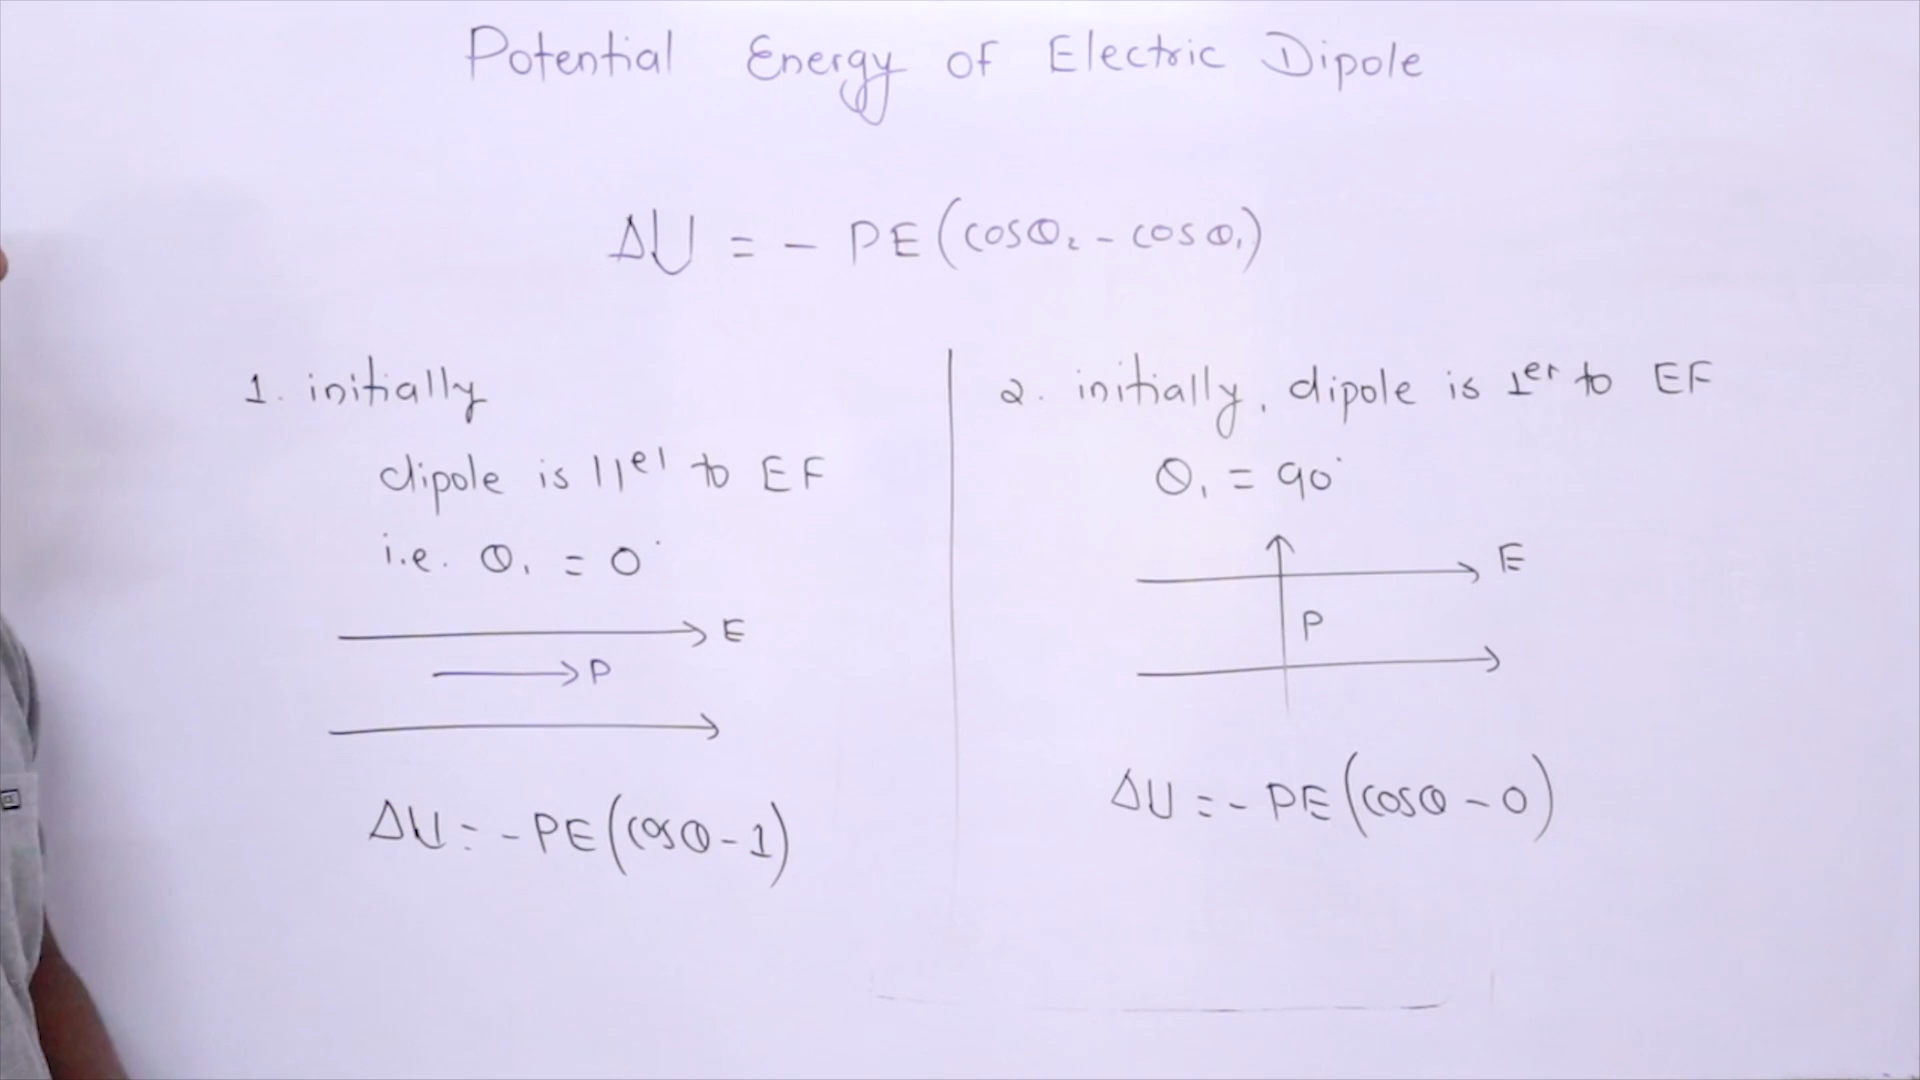 Potential Energy of Electric Dipole
ΔU = - PE(cosθ₂ - cosθ₁)
1. initially
dipole is ||el to EF
i.e. θ₁ = 0°
E
P
ΔU = -PE(cosθ-1)
2. initially, dipole is ⊥er to EF
θ₁ = 90°
E
P
ΔU = - PE(cosθ - 0)